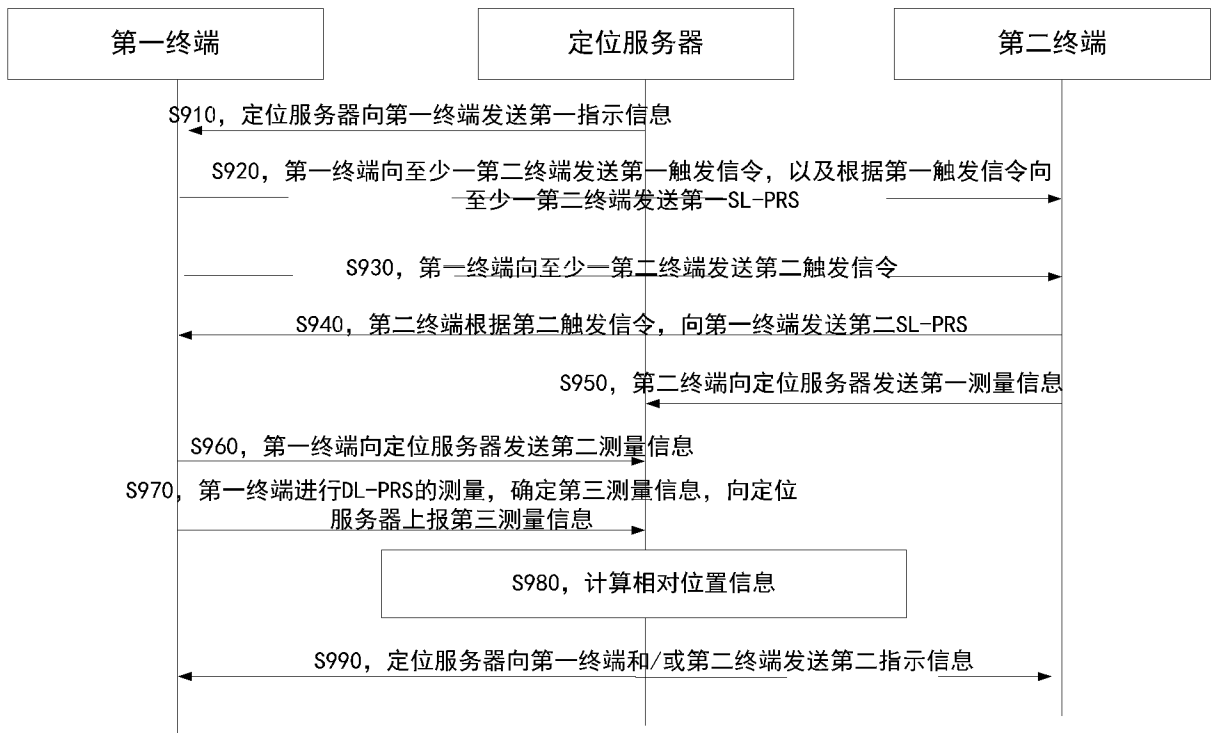 第一终端
定位服务器
第二终端
S910，定位服务器向第一终端发送第一指示信息
S920，第一终端向至少一第二终端发送第一触发信令，以及根据第一触发信令向
至少一第二终端发送第一SL-PRS
S930，第一终端向至少一第二终端发送第二触发信令
S940，第二终端根据第二触发信令，向第一终端发送第二SL-PRS
S950，第二终端向定位服务器发送第一测量信息
S960，第一终端向定位服务器发送第二测量信息
S970，第一终端进行DL-PRS的测量，确定第三测量信息，向定位
服务器上报第三测量信息
S980，计算相对位置信息
S990，定位服务器向第一终端和/或第二终端发送第二指示信息